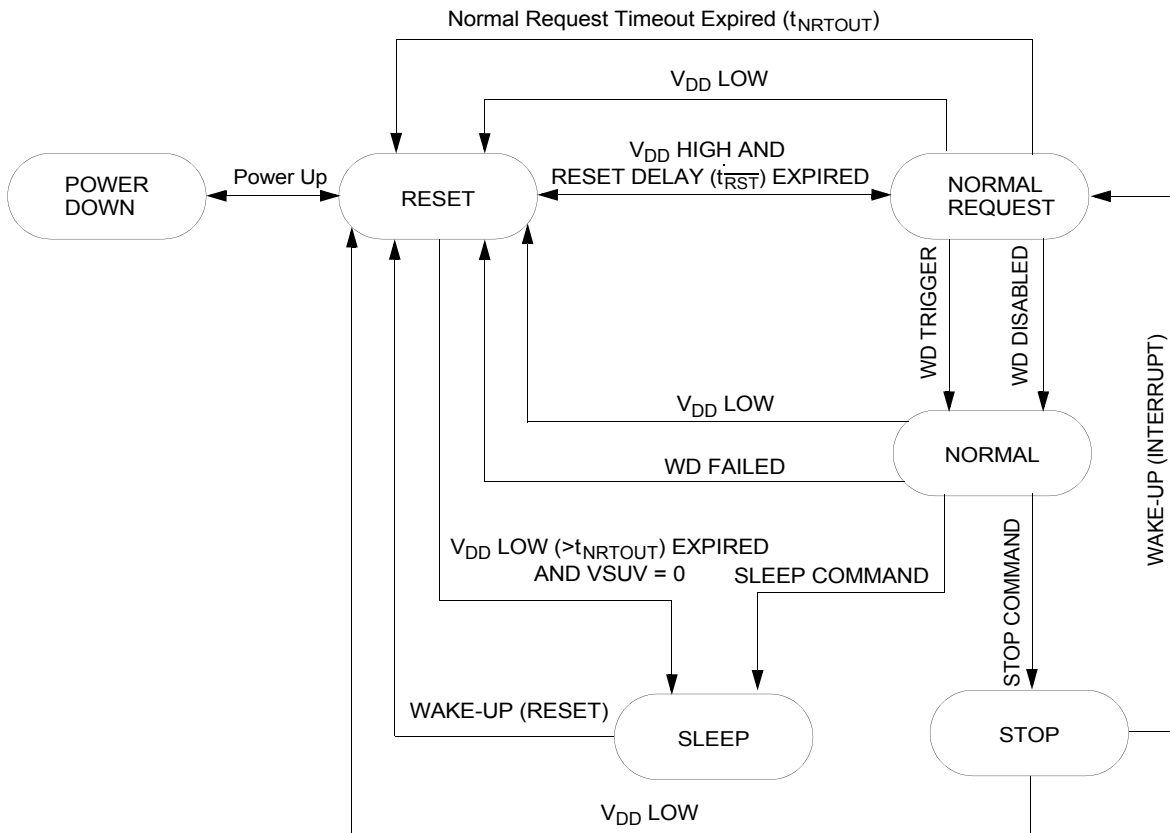 Normal Request Timeout Expired (tNRTOUT)
VDD LOW
VDD HIGH AND
RESET DELAY (tRST) EXPIRED
POWER
DOWN
Power Up
RESET
NORMAL
REQUEST
WD TRIGGER
WD DISABLED
WAKE-UP (INTERRUPT)
VDD LOW
NORMAL
WD FAILED
VDD LOW (>tNRTOUT) EXPIRED
AND VSUV = 0
SLEEP COMMAND
STOP COMMAND
WAKE-UP (RESET)
SLEEP
STOP
VDD LOW